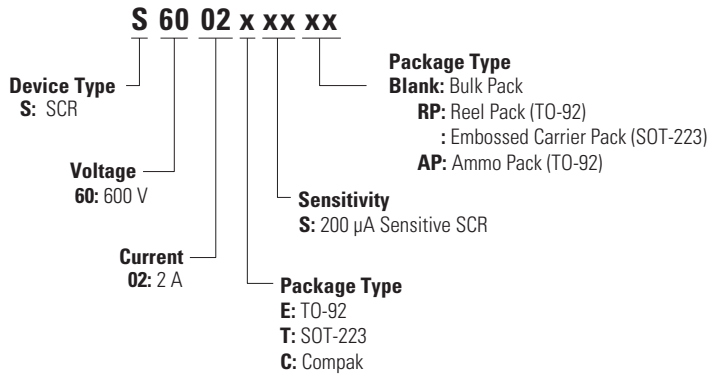 S 60 02 x xx xx
Device Type
S: SCR
Voltage
60: 600 V
Current
02: 2 A
Package Type
E: TO-92
T: SOT-223
C: Compak
Sensitivity
S: 200 µA Sensitive SCR
Package Type
Blank: Bulk Pack
RP: Reel Pack (TO-92)
: Embossed Carrier Pack (SOT-223)
AP: Ammo Pack (TO-92)